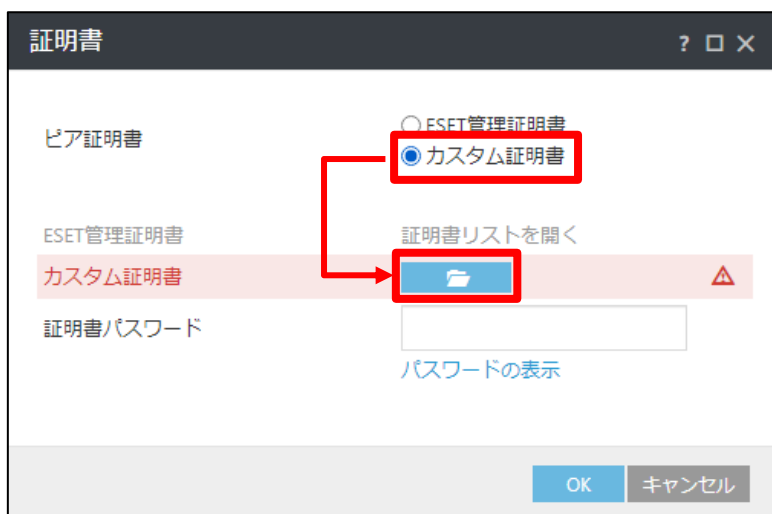 証明書
?
ピア証明書
ESET管理証明書
カスタム証明書
ESET管理証明書 証明書リストを開く
カスタム証明書
証明書パスワード
パスワードの表示
OK キャンセル